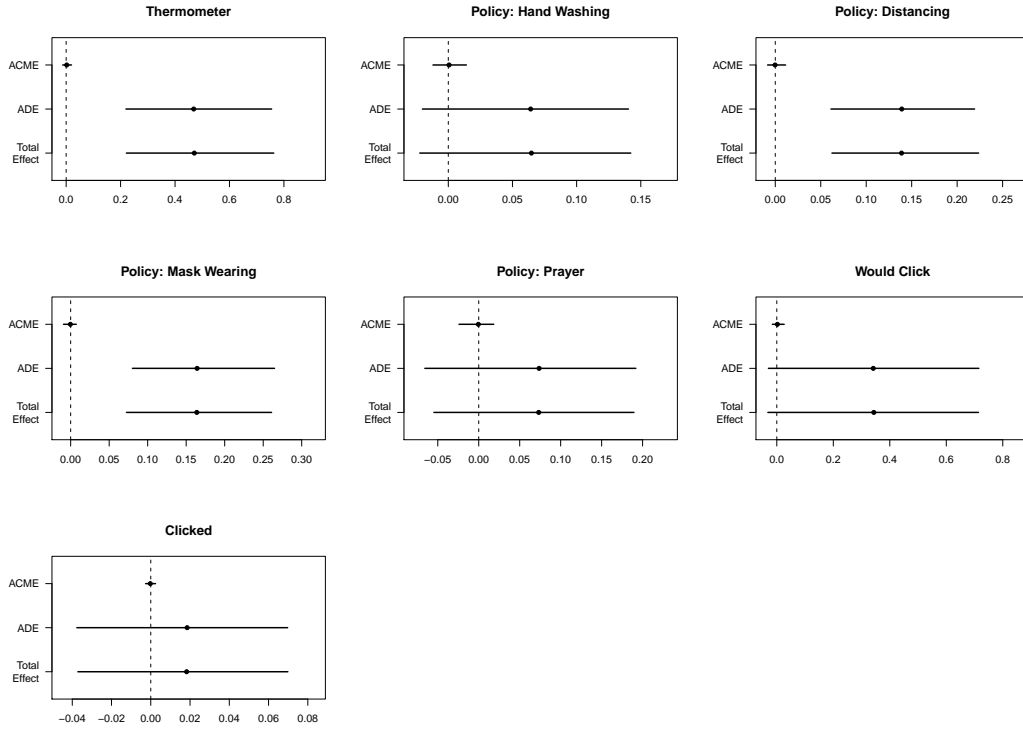 Thermometer
ACME
ADE
Total
Effect
0.0 0.2 0.4 0.6 0.8
Policy: Hand Washing
ACME
ADE
Total
Effect
0.00 0.05 0.10 0.15
Policy: Distancing
ACME
ADE
Total
Effect
0.00 0.05 0.10 0.15 0.20 0.25
Policy: Mask Wearing
ACME
ADE
Total
Effect
0.00 0.05 0.10 0.15 0.20 0.25 0.30
Policy: Prayer
ACME
ADE
Total
Effect
−0.05 0.00 0.05 0.10 0.15 0.20
Would Click
ACME
ADE
Total
Effect
0.0 0.2 0.4 0.6 0.8
Clicked
ACME
ADE
Total
Effect
−0.04 −0.02 0.00 0.02 0.04 0.06 0.08